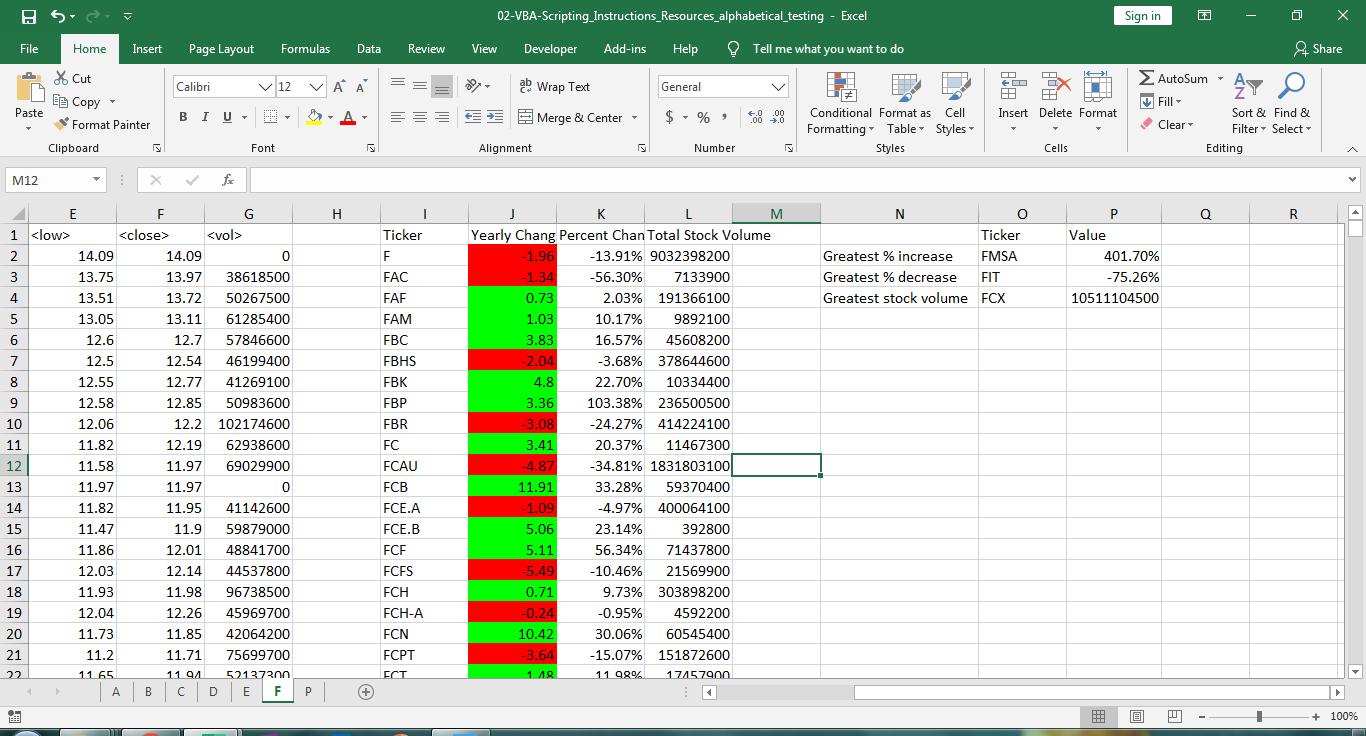 02-VBA-Scripting_Instructions_Resources_alphabetical_testing - Excel
Sign in
File Home Insert Page Layout Formulas Data Review View Developer Add-ins Help Tell me what you want to do Share
Paste
Cut
Copy
Format Painter
Clipboard
Calibri 12
A A
B I U A
Font
ab Wrap Text
Merge & Center
Alignment
General
$ % ,
.00 .0
Number
Conditional Formatting
Format as Table
Cell Styles
Styles
Insert Delete Format
Cells
AutoSum
Fill
Clear
Sort & Filter
Find & Select
Editing
M12 fx
E F G H I J K L M N O P Q R
1 <low> <close> <vol> Ticker Yearly Chang Percent Chan Total Stock Volume Ticker Value
2 14.09 14.09 0 F -1.96 -13.91% 9032398200 Greatest % increase FMSA 401.70%
3 13.75 13.97 38618500 FAC -1.34 -56.30% 7133900 Greatest % decrease FIT -75.26%
4 13.51 13.72 50267500 FAF 0.73 2.03% 191366100 Greatest stock volume FCX 10511104500
5 13.05 13.11 61285400 FAM 1.03 10.17% 9892100
6 12.6 12.7 57846600 FBC 3.83 16.57% 45608200
7 12.5 12.54 46199400 FBHS -2.04 -3.68% 378644600
8 12.55 12.77 41269100 FBK 4.8 22.70% 10334400
9 12.58 12.85 50983600 FBP 3.36 103.38% 236500500
10 12.06 12.2 102174600 FBR -3.08 -24.27% 414224100
11 11.82 12.19 62938600 FC 3.41 20.37% 11467300
12 11.58 11.97 69029900 FCAU -4.87 -34.81% 1831803100
13 11.97 11.97 0 FCB 11.91 33.28% 59370400
14 11.82 11.95 41142600 FCE.A -1.09 -4.97% 400064100
15 11.47 11.9 59879000 FCE.B 5.06 23.14% 392800
16 11.86 12.01 48841700 FCF 5.11 56.34% 71437800
17 12.03 12.14 44537800 FCFS -5.49 -10.46% 21569900
18 11.93 11.98 96738500 FCH 0.71 9.73% 303898200
19 12.04 12.26 45969700 FCH-A -0.24 -0.95% 4592200
20 11.73 11.85 42064200 FCN 10.42 30.06% 60545400
21 11.2 11.71 75699700 FCPT -3.64 -15.07% 151872600
22 11.65 11.94 52137300 FCT 1.48 11.98% 17457900
A B C D E F P
100%